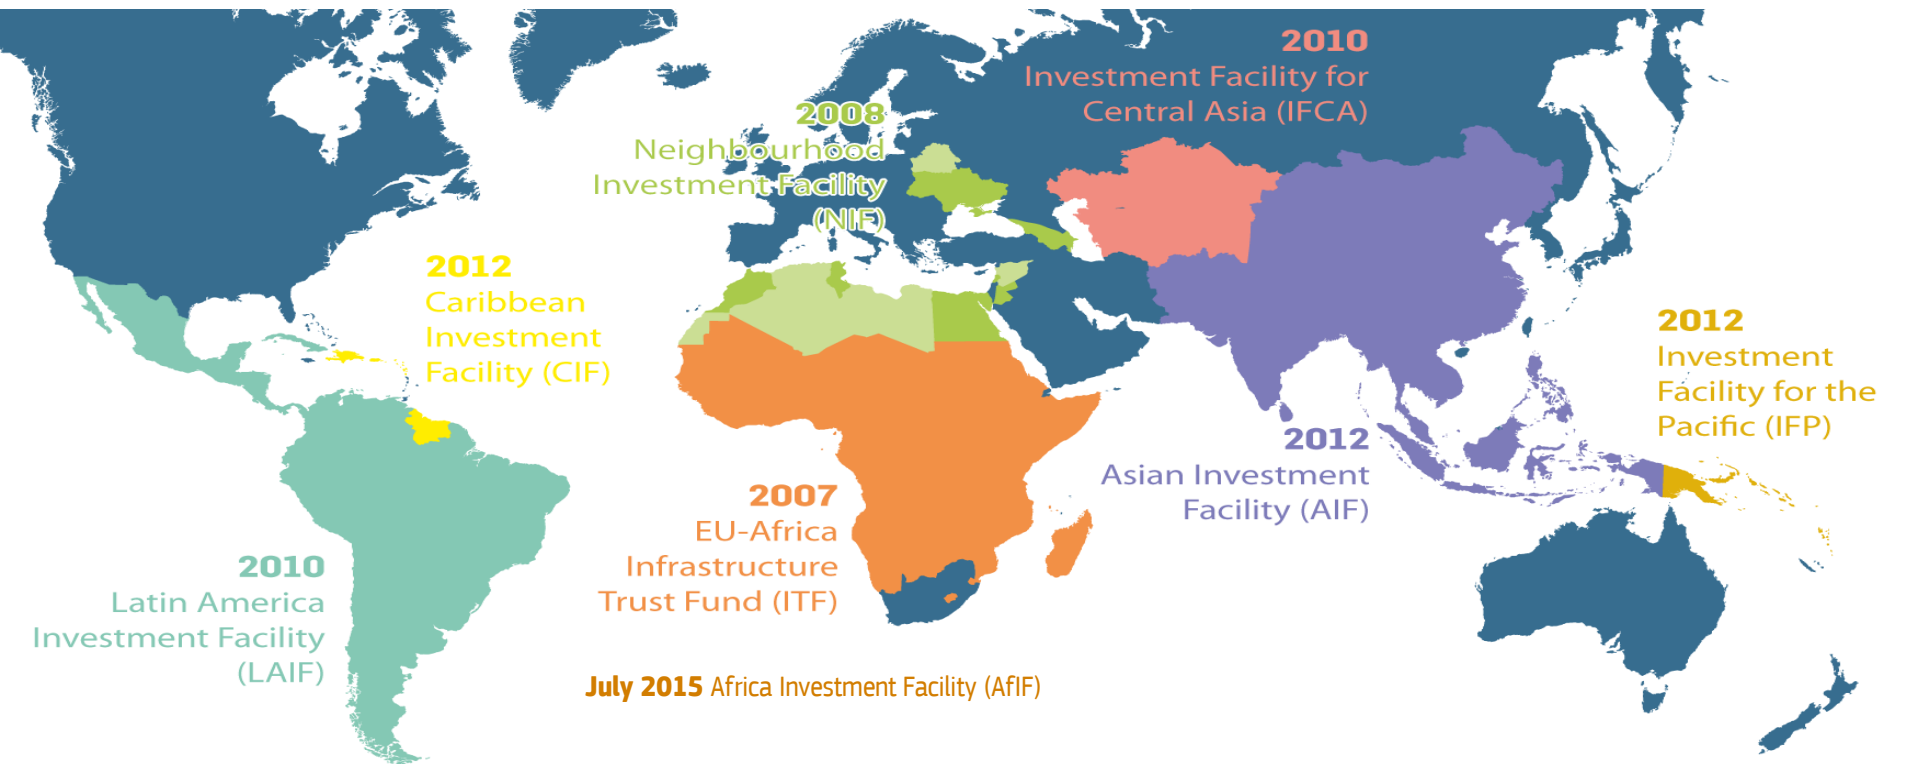 2010
Investment Facility for
Central Asia (IFCA)
2008
Neighbourhood
Investment Facility
(NIF)
2012
Caribbean
Investment
Facility (CIF)
2012
Investment
Facility for the
Pacific (IFP)
2012
Asian Investment
Facility (AIF)
2007
EU-Africa
Infrastructure
Trust Fund (ITF)
2010
Latin America
Investment Facility
(LAIF)
July 2015 Africa Investment Facility (AfIF)